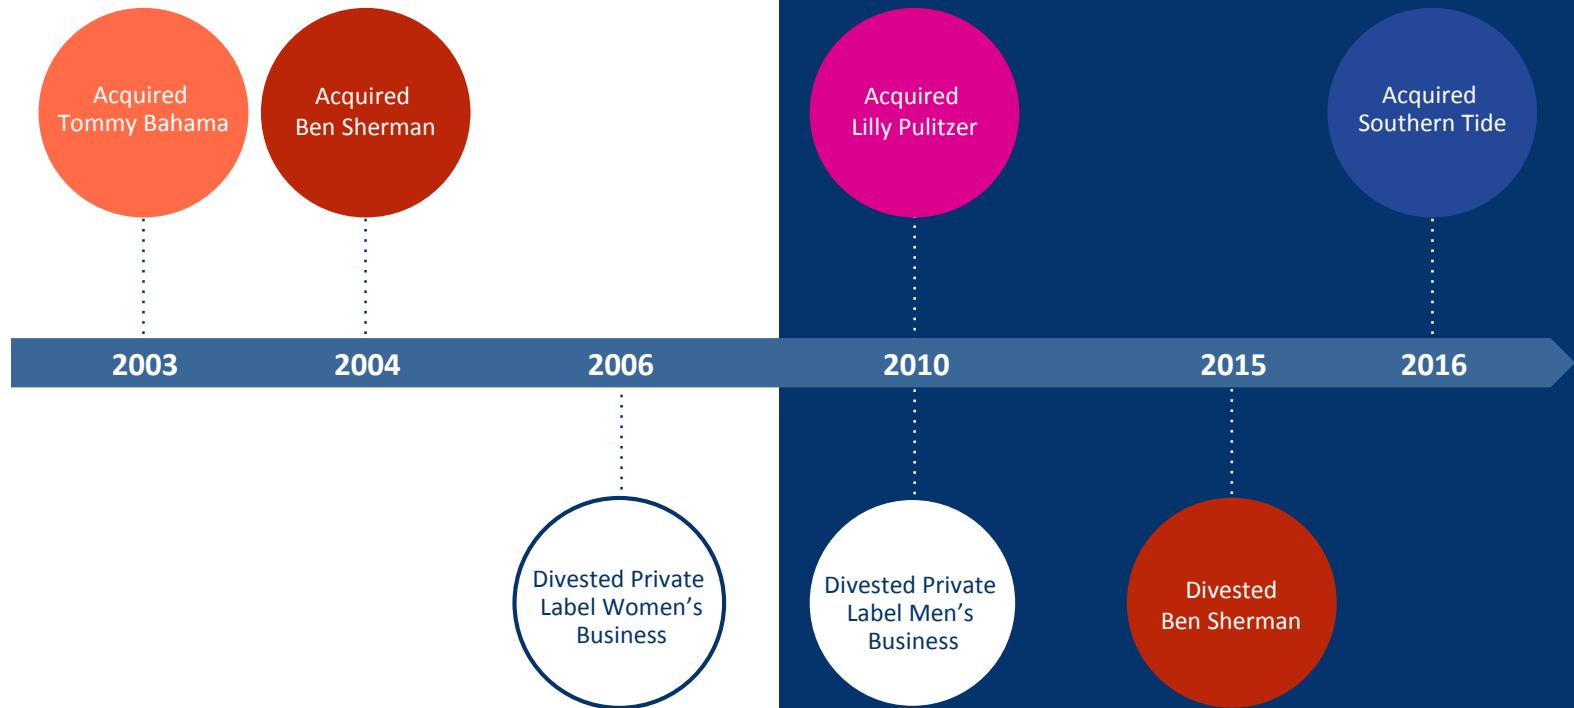 Acquired
Tommy Bahama
Acquired
Ben Sherman
Acquired
Lilly Pulitzer
Acquired
Southern Tide
2003
2004
2006
2010
2015
2016
Divested Private
Label Women’s
Business
Divested Private
Label Men’s
Business
Divested
Ben Sherman